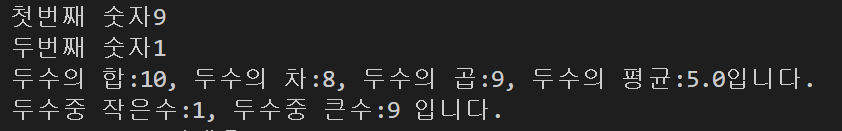 첫번째 숫자9
두번째 숫자1
두수의 합:10, 두수의 차:8, 두수의 곱:9, 두수의 평균:5.0입니다.
두수중 작은수:1, 두수중 큰수:9 입니다.